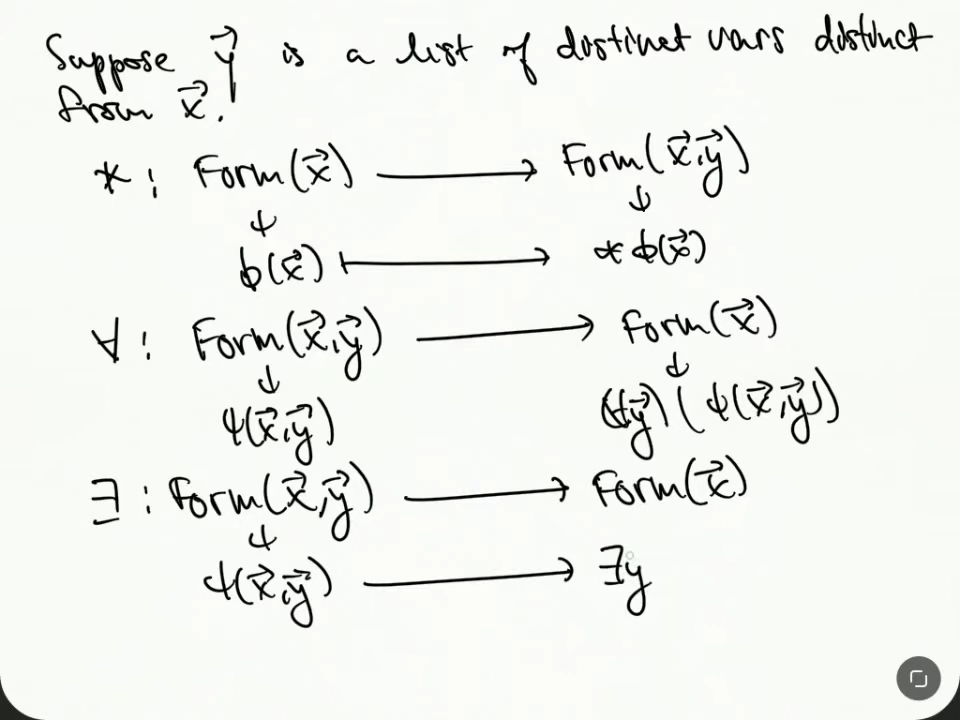 Suppose y⃗ is a list of distinct vars distinct
from x⃗.
* : Form(x⃗) ⟶ Form(x⃗,y⃗)
↓ ↓
ϕ(x⃗) ⟼ *ϕ(x⃗)
∀ : Form(x⃗,y⃗) ⟶ Form(x⃗)
↓ ↓
ψ(x⃗,y⃗) (∀y⃗)(ψ(x⃗,y⃗))
∃ : Form(x⃗,y⃗) ⟶ Form(x⃗)
↓
ψ(x⃗,y⃗) ⟶ ∃y